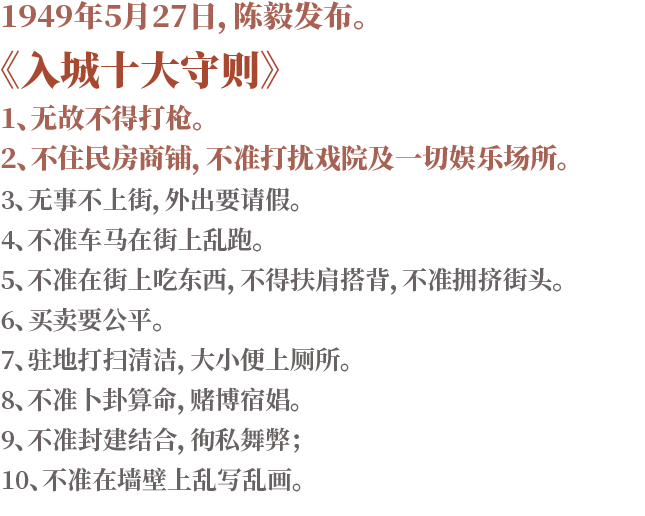 1949年5月27日，陈毅发布。
《入城十大守则》
1、无故不得打枪。
2、不住民房商铺，不准打扰戏院及一切娱乐场所。
3、无事不上街，外出要请假。
4、不准车马在街上乱跑。
5、不准在街上吃东西，不得扶肩搭背，不准拥挤街头。
6、买卖要公平。
7、驻地打扫清洁，大小便上厕所。
8、不准卜卦算命，赌博宿娼。
9、不准封建结合，徇私舞弊；
10、不准在墙壁上乱写乱画。